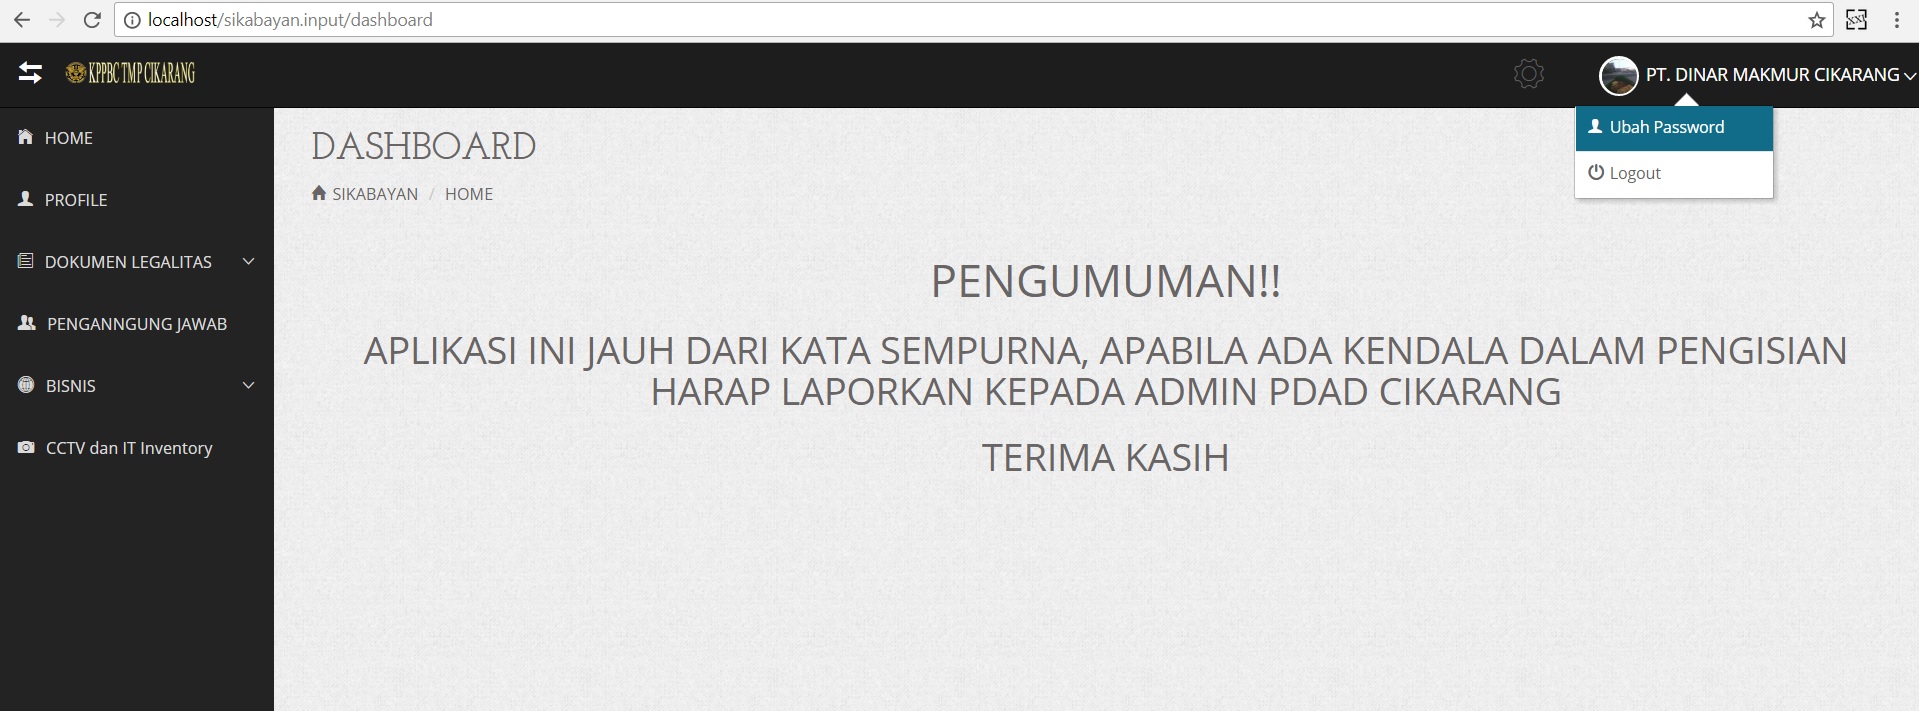 localhost/sikabayan.input/dashboard
KPPBC TMP CIKARANG
PT. DINAR MAKMUR CIKARANG
Ubah Password
Logout
HOME
PROFILE
DOKUMEN LEGALITAS
PENGANNGUNG JAWAB
BISNIS
CCTV dan IT Inventory
DASHBOARD
SIKABAYAN / HOME
PENGUMUMAN!!
APLIKASI INI JAUH DARI KATA SEMPURNA, APABILA ADA KENDALA DALAM PENGISIAN
HARAP LAPORKAN KEPADA ADMIN PDAD CIKARANG
TERIMA KASIH